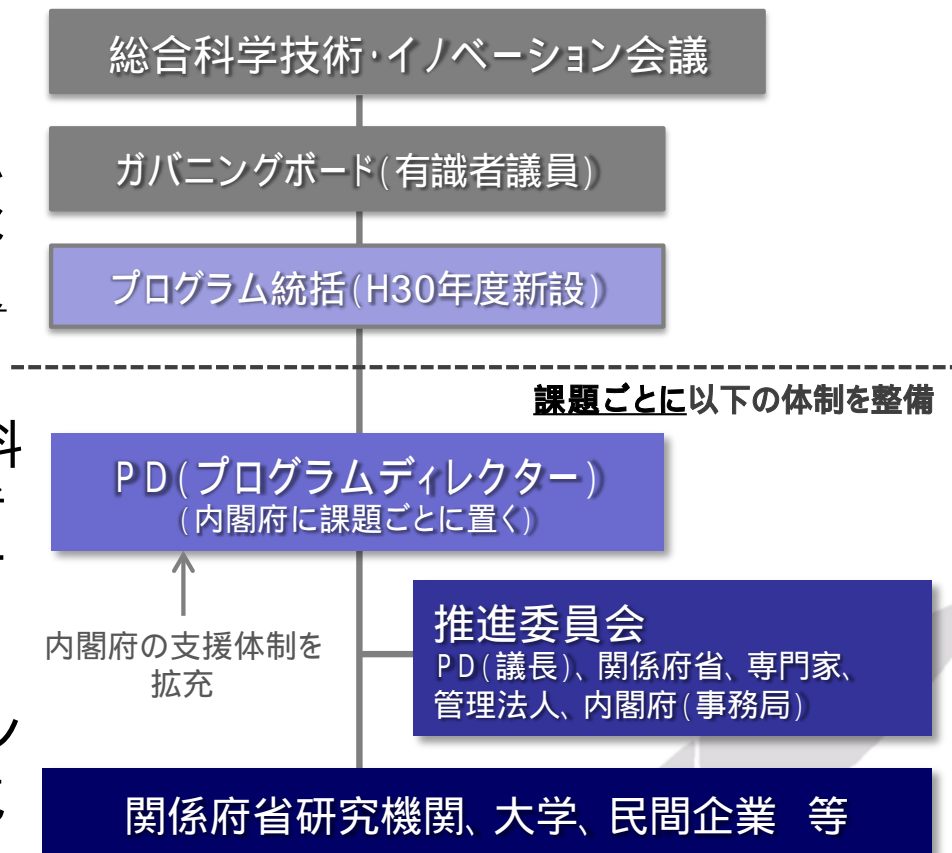 総合科学技術・イノベーション会議
ガバニングボード(有識者議員)
プログラム統括(H30年度新設)
課題ごとに以下の体制を整備
PD(プログラムディレクター)
(内閣府に課題ごとに置く)
内閣府の支援体制を
拡充
推進委員会
PD(議長)、関係府省、専門家、
管理法人、内閣府(事務局)
関係府省研究機関、大学、民間企業 等
料